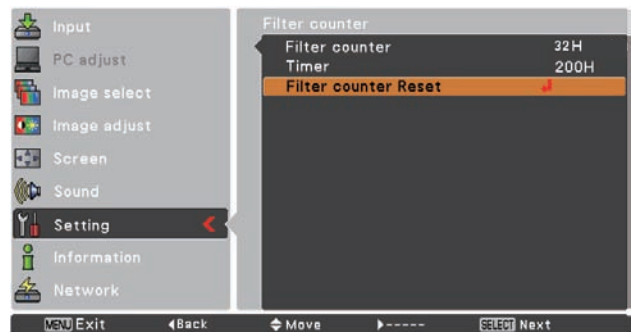 Input
PC adjust
Image select
Image adjust
Screen
Sound
Setting
Information
Network
Filter counter
Filter counter 32H
Timer 200H
Filter counter Reset
MENU Exit Back Move ----- SELECT Next